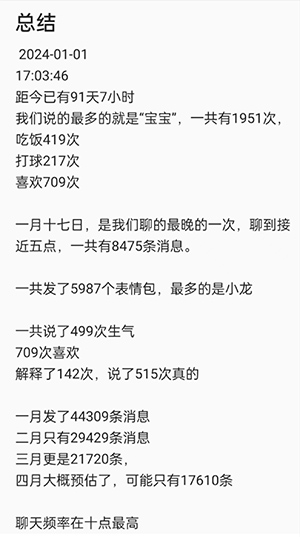 总结
2024-01-01
17:03:46
距今已有91天7小时
我们说的最多的就是“宝宝”，一共有1951次，
吃饭419次
打球217次
喜欢709次
一月十七日，是我们聊的最晚的一次，聊到接
近五点，一共有8475条消息。
一共发了5987个表情包，最多的是小龙
一共说了499次生气
709次喜欢
解释了142次，说了515次真的
一月发了44309条消息
二月只有29429条消息
三月更是21720条，
四月大概预估了，可能只有17610条
聊天频率在十点最高